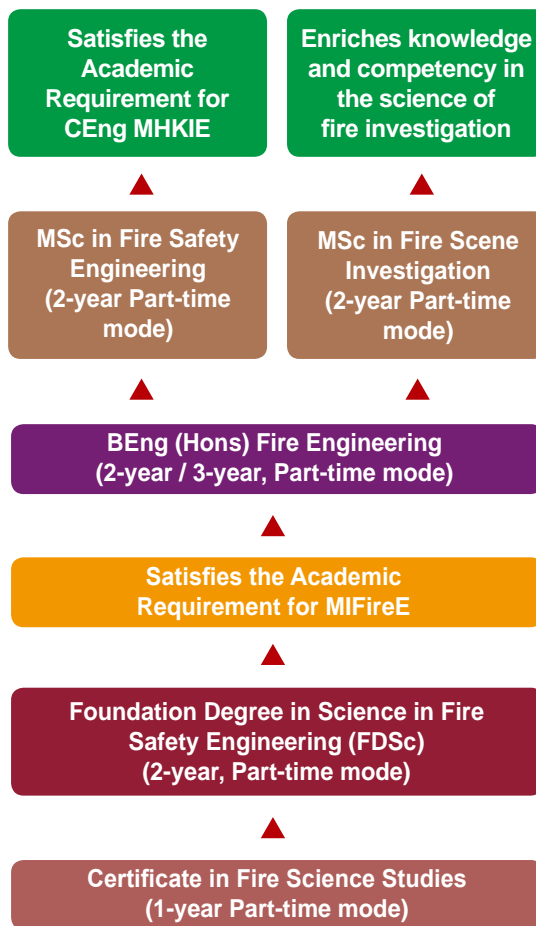 Satisfies the
Academic
Requirement for
CEng MHKIE
Enriches knowledge
and competency in
the science of
fire investigation
MSc in Fire Safety
Engineering
(2-year Part-time
mode)
MSc in Fire Scene
Investigation
(2-year Part-time
mode)
BEng (Hons) Fire Engineering
(2-year / 3-year, Part-time mode)
Satisfies the Academic
Requirement for MIFireE
Foundation Degree in Science in Fire
Safety Engineering (FDSc)
(2-year, Part-time mode)
Certificate in Fire Science Studies
(1-year Part-time mode)